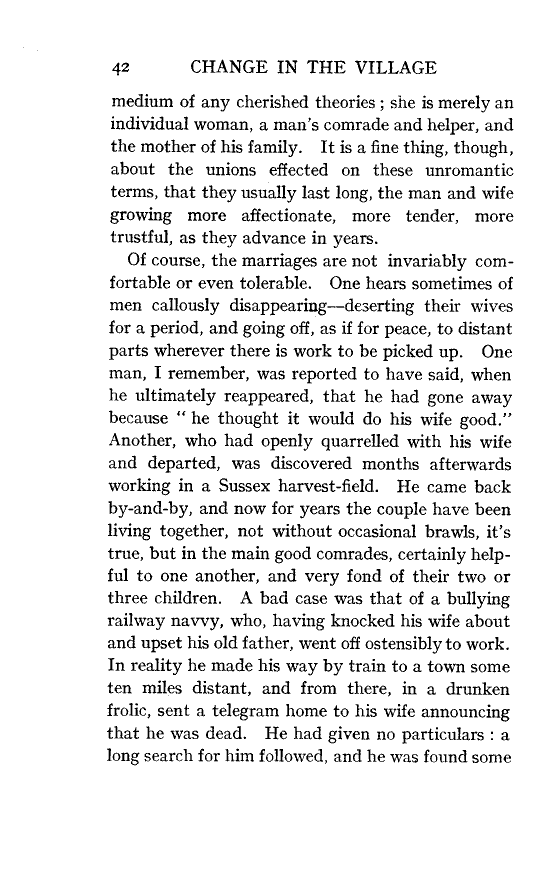 42 CHANGE IN THE VILLAGE
medium of any cherished theories ; she is merely an
individual woman, a man's comrade and helper, and
the mother of his family. It is a fine thing, though,
about the unions effected on these unromantic
terms, that they usually last long, the man and wife
growing more affectionate, more tender, more
trustful, as they advance in years.
Of course, the marriages are not invariably com-
fortable or even tolerable. One hears sometimes of
men callously disappearing—deserting their wives
for a period, and going off, as if for peace, to distant
parts wherever there is work to be picked up. One
man, I remember, was reported to have said, when
he ultimately reappeared, that he had gone away
because " he thought it would do his wife good."
Another, who had openly quarrelled with his wife
and departed, was discovered months afterwards
working in a Sussex harvest-field. He came back
by-and-by, and now for years the couple have been
living together, not without occasional brawls, it's
true, but in the main good comrades, certainly help-
ful to one another, and very fond of their two or
three children. A bad case was that of a bullying
railway navvy, who, having knocked his wife about
and upset his old father, went off ostensibly to work.
In reality he made his way by train to a town some
ten miles distant, and from there, in a drunken
frolic, sent a telegram home to his wife announcing
that he was dead. He had given no particulars : a
long search for him followed, and he was found some